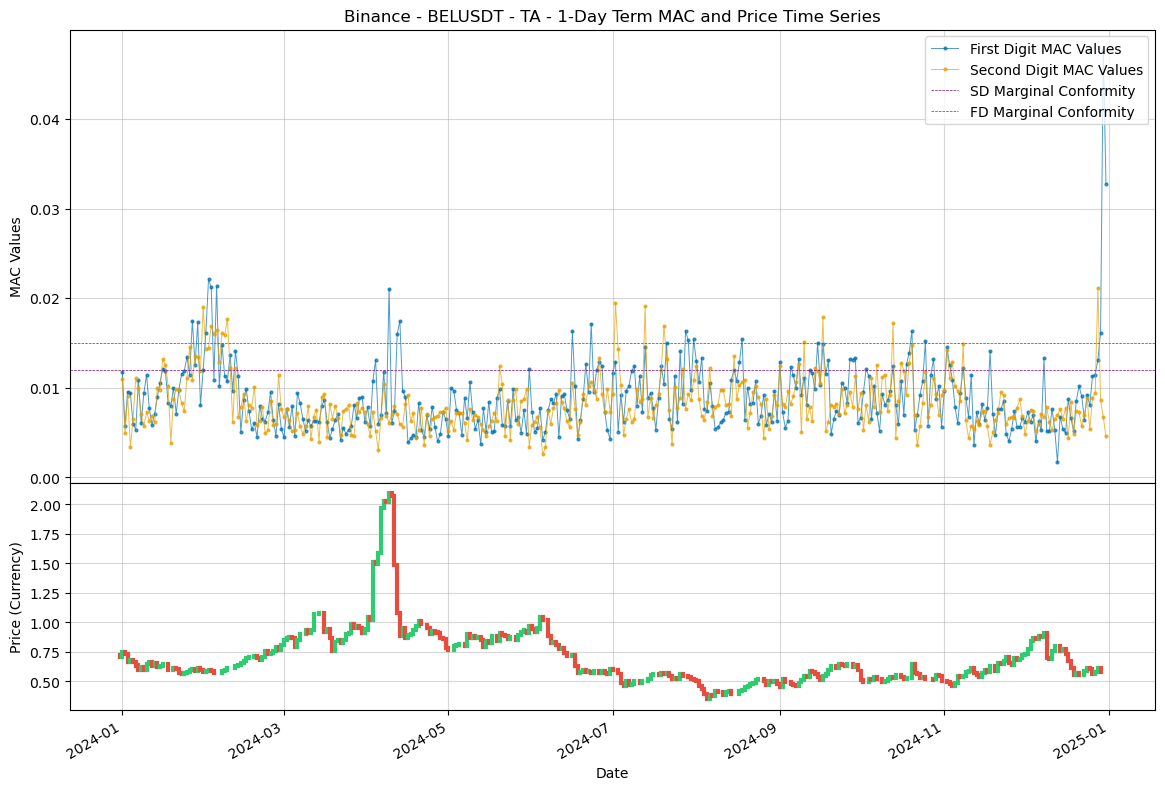 Binance - BELUSDT - TA - 1-Day Term MAC and Price Time Series
First Digit MAC Values
Second Digit MAC Values
SD Marginal Conformity
FD Marginal Conformity
MAC Values
0.04
0.03
0.02
0.01
0.00
Price (Currency)
2.00
1.75
1.50
1.25
1.00
0.75
0.50
2024-01
2024-03
2024-05
2024-07
2024-09
2024-11
2025-01
Date